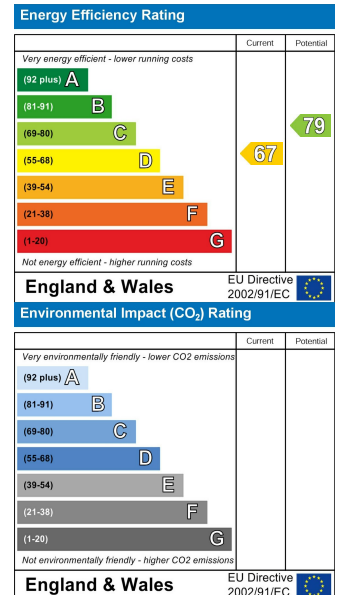 Energy Efficiency Rating
Current Potential
Very energy efficient - lower running costs
(92 plus) A
(81-91) B
(69-80) C
(55-68) D
(39-54) E
(21-38) F
(1-20) G
67
79
Not energy efficient - higher running costs
England & Wales
EU Directive
2002/91/EC
Environmental Impact (CO₂) Rating
Current Potential
Very environmentally friendly - lower CO2 emissions
(92 plus) A
(81-91) B
(69-80) C
(55-68) D
(39-54) E
(21-38) F
(1-20) G
Not environmentally friendly - higher CO2 emissions
England & Wales
EU Directive
2002/91/EC